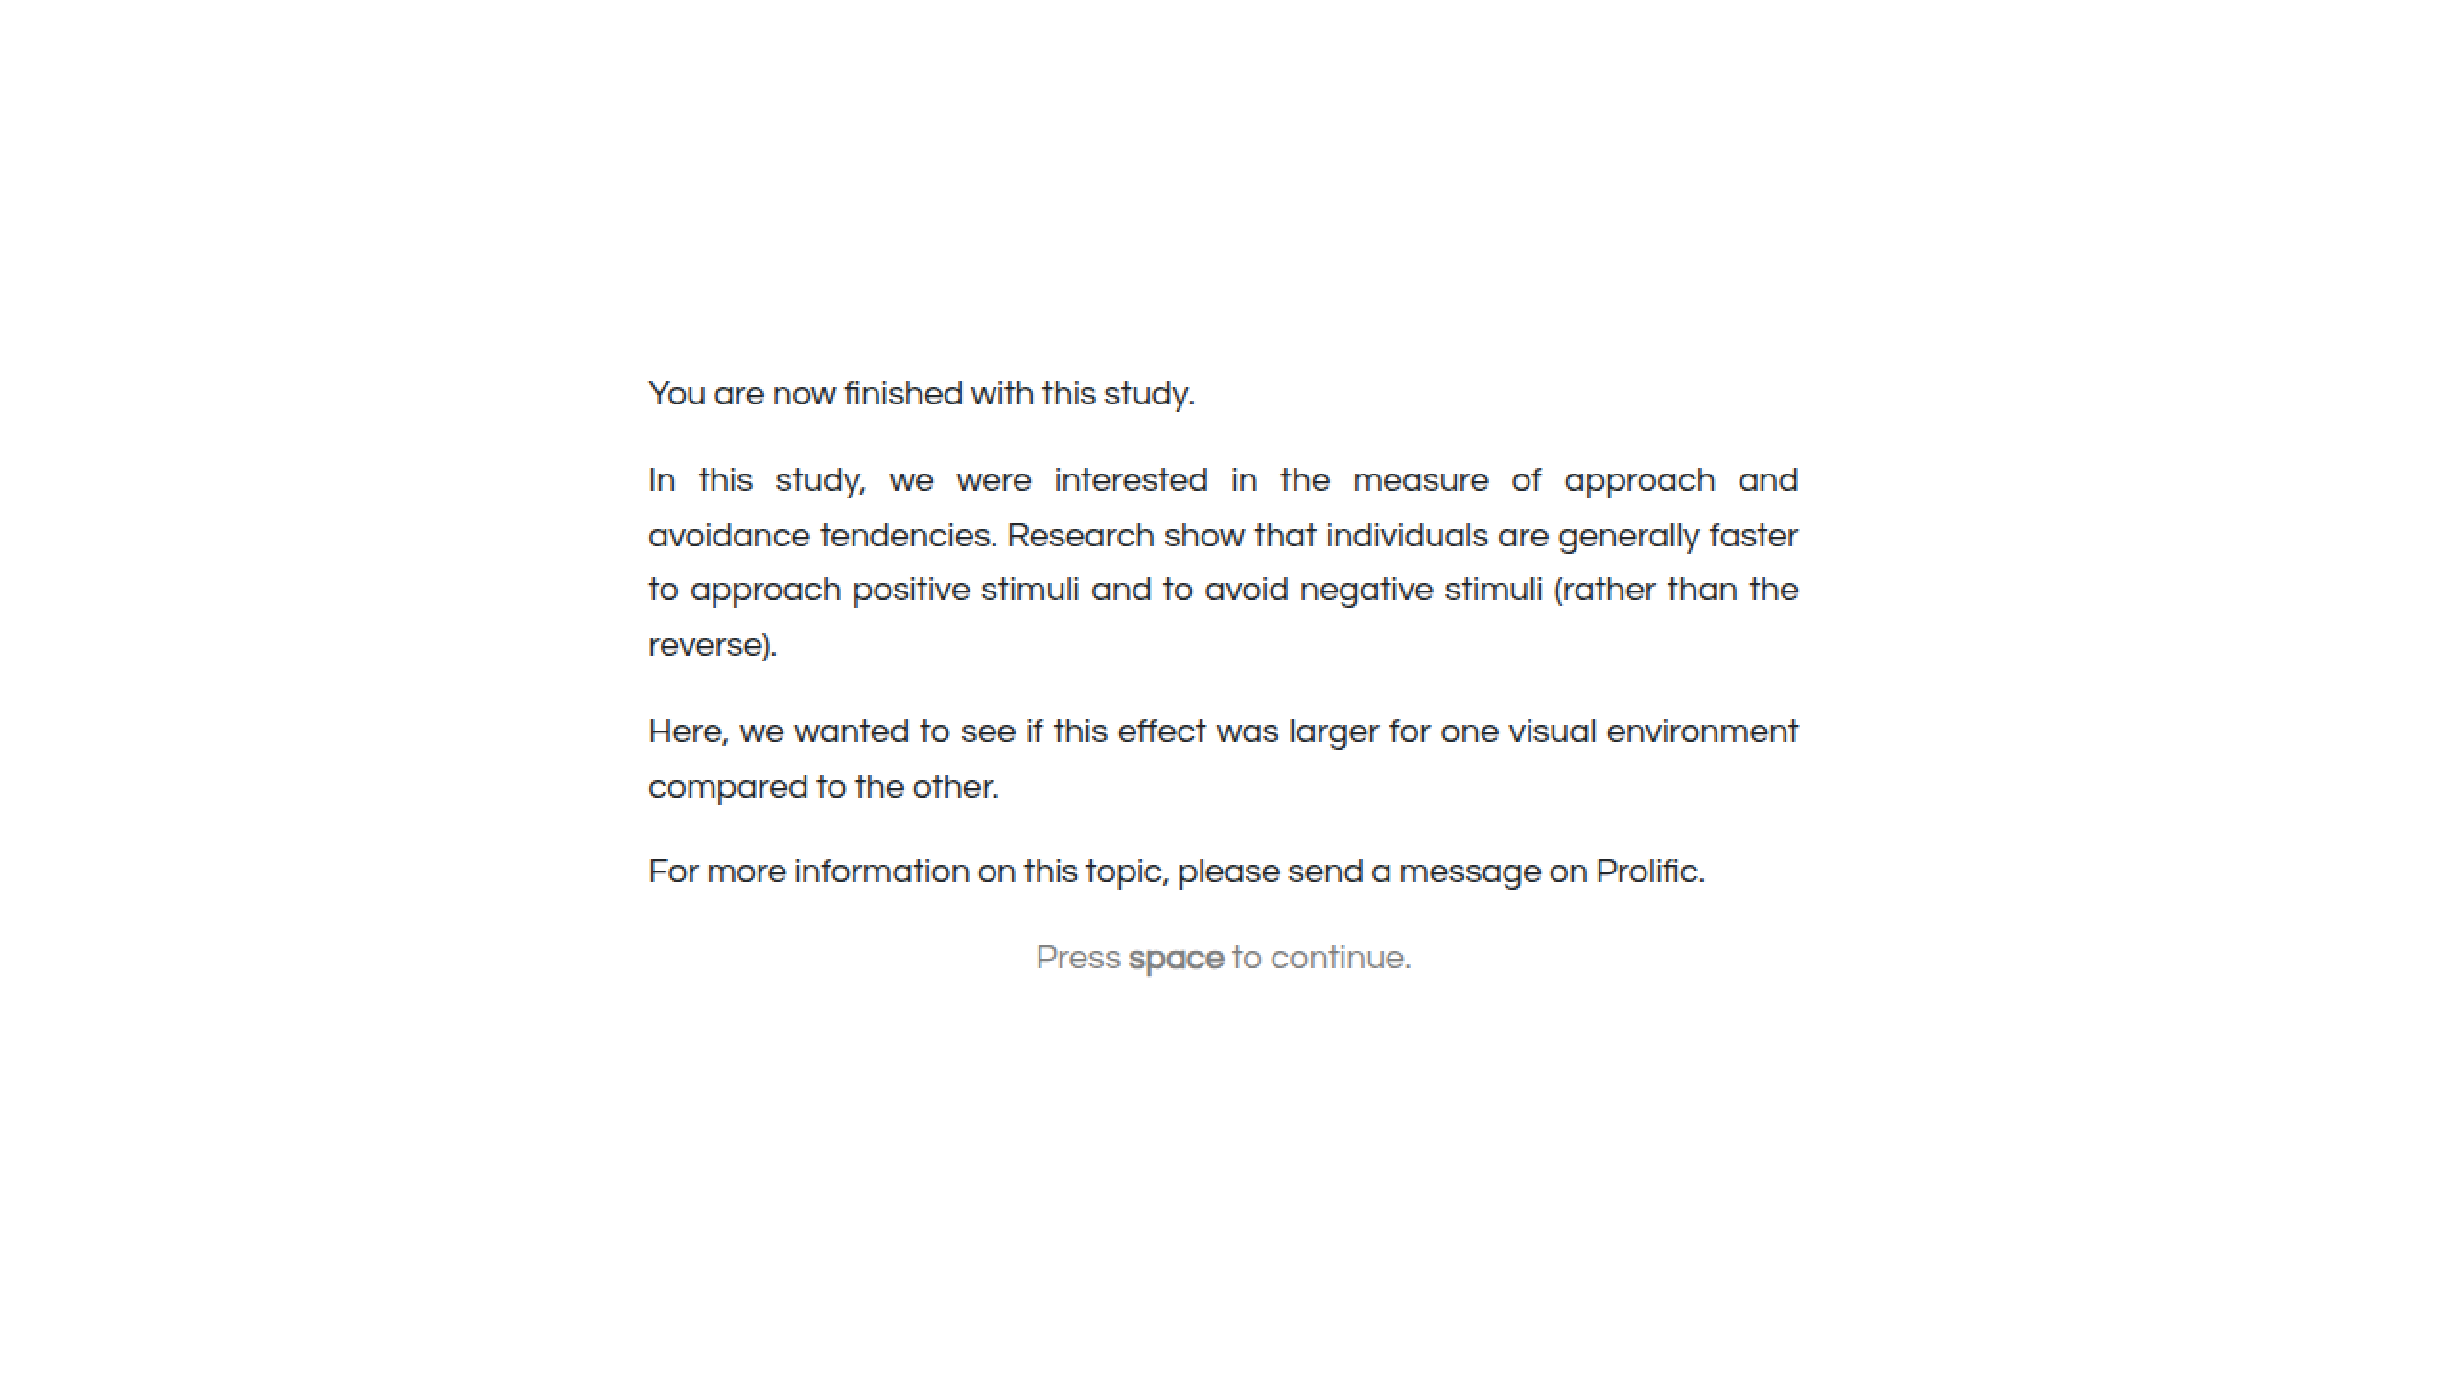 You are now finished with this study.
In this study, we were interested in the measure of approach and
avoidance tendencies. Research show that individuals are generally faster
to approach positive stimuli and to avoid negative stimuli (rather than the
reverse).
Here, we wanted to see if this effect was larger for one visual environment
compared to the other.
For more information on this topic, please send a message on Prolific.
Press space to continue.